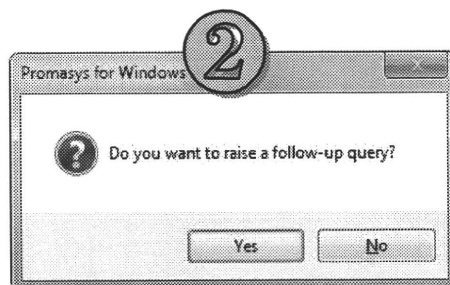 2
Promasys for Windows
Do you want to raise a follow-up query?
Yes
No